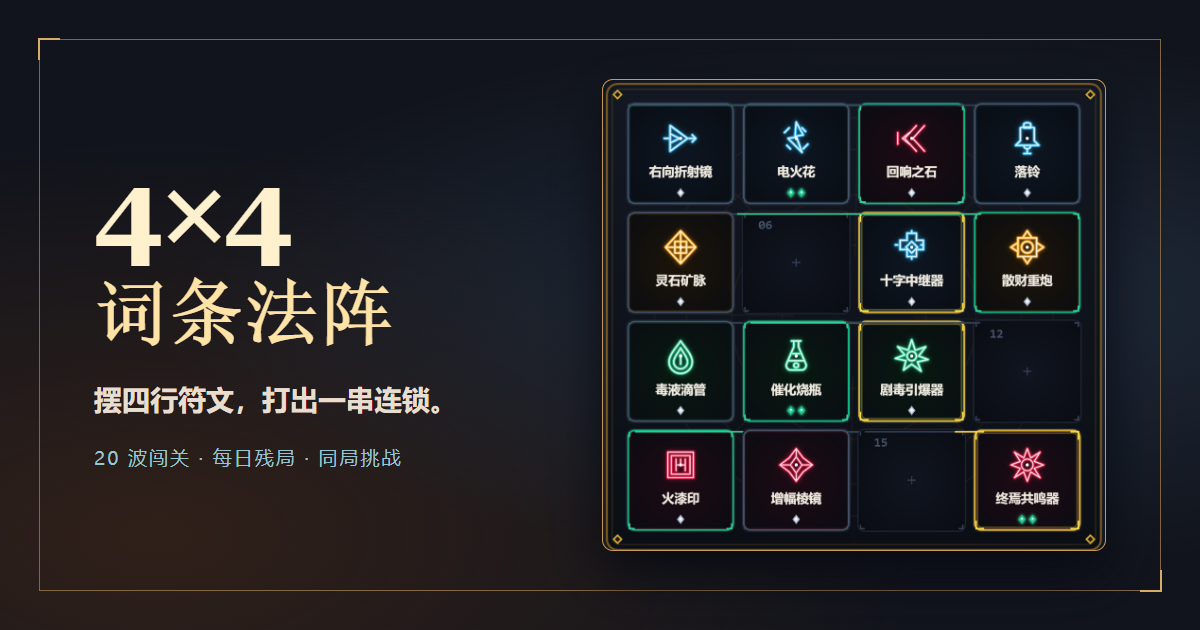 4×4
词条法阵
摆四行符文，打出一串连锁。
20 波闯关 · 每日残局 · 同局挑战
右向折射镜
电火花
回响之石
落铃
灵石矿脉
06
十字中继器
散财重炮
毒液滴管
催化烧瓶
剧毒引爆器
12
火漆印
增幅棱镜
15
终焉共鸣器